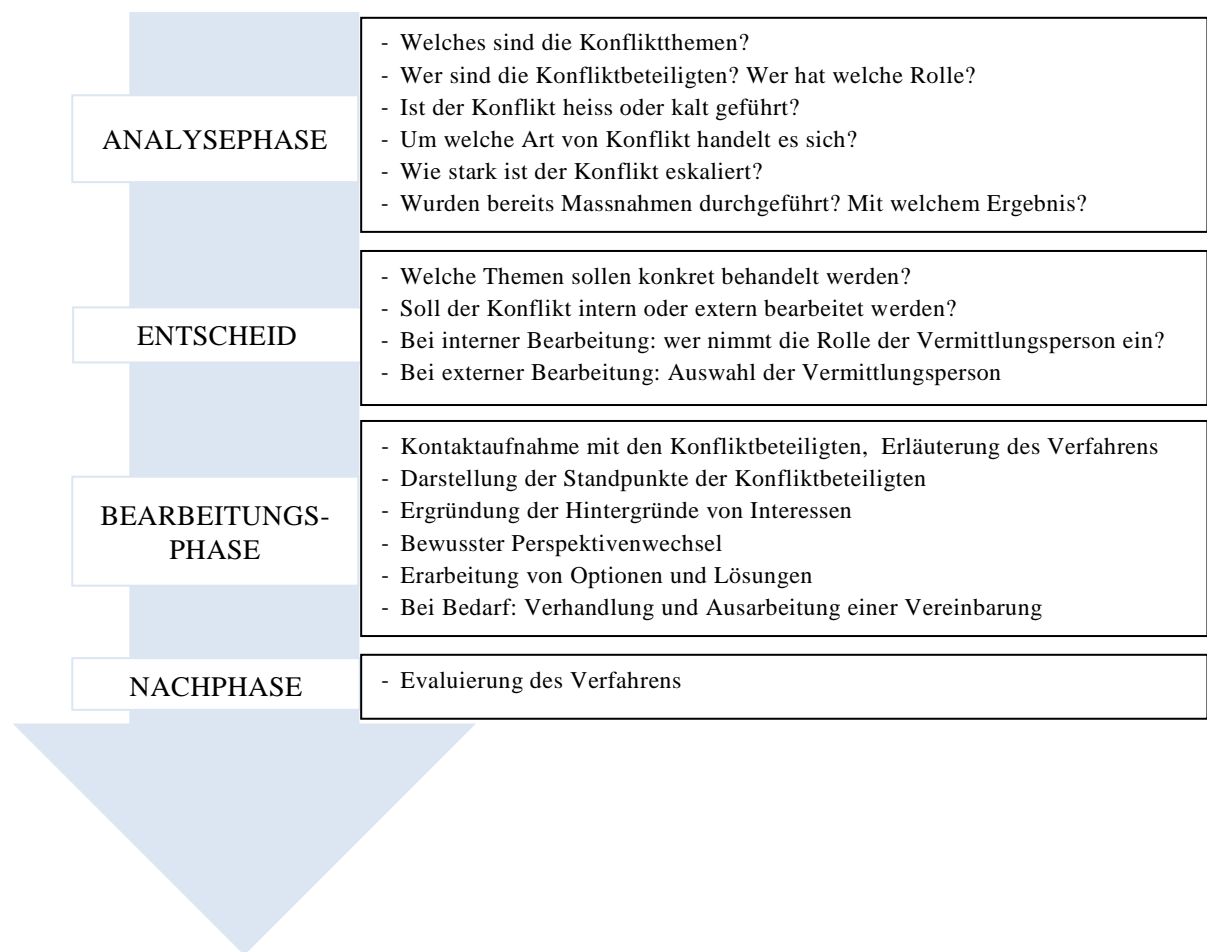 ANALYSEPHASE
- Welches sind die Konfliktthemen?
- Wer sind die Konfliktbeteiligten? Wer hat welche Rolle?
- Ist der Konflikt heiss oder kalt geführt?
- Um welche Art von Konflikt handelt es sich?
- Wie stark ist der Konflikt eskaliert?
- Wurden bereits Massnahmen durchgeführt? Mit welchem Ergebnis?
ENTSCHEID
- Welche Themen sollen konkret behandelt werden?
- Soll der Konflikt intern oder extern bearbeitet werden?
- Bei interner Bearbeitung: wer nimmt die Rolle der Vermittlungsperson ein?
- Bei externer Bearbeitung: Auswahl der Vermittlungsperson
BEARBEITUNGS-
PHASE
- Kontaktaufnahme mit den Konfliktbeteiligten, Erläuterung des Verfahrens
- Darstellung der Standpunkte der Konfliktbeteiligten
- Ergründung der Hintergründe von Interessen
- Bewusster Perspektivenwechsel
- Erarbeitung von Optionen und Lösungen
- Bei Bedarf: Verhandlung und Ausarbeitung einer Vereinbarung
NACHPHASE
- Evaluierung des Verfahrens